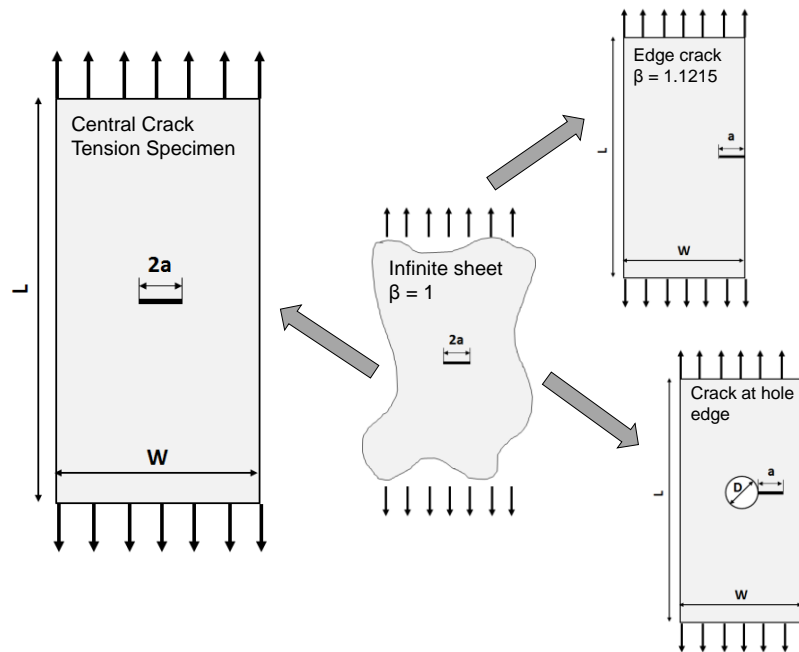 Central Crack
Tension Specimen
2a
L
W
Infinite sheet
β = 1
2a
Edge crack
β = 1.1215
a
L
W
Crack at hole
edge
D
a
L
W